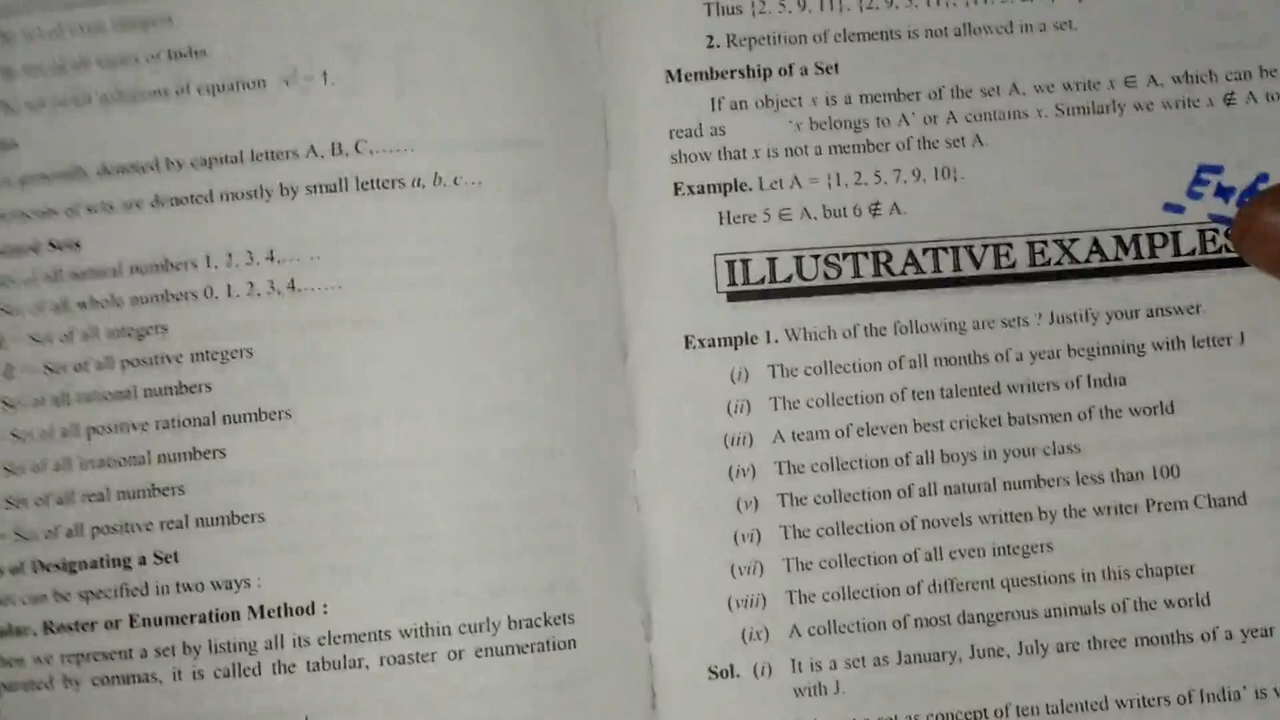 of India
of equation x² = 1.
denoted by capital letters A, B, C,......
of sets are denoted mostly by small letters a, b, c...
Sets
of all natural numbers 1, 2, 3, 4,... ..
of all whole numbers 0, 1, 2, 3, 4,......
Set of all integers
Set of all positive integers
Set of all rational numbers
Set of all positive rational numbers
Set of all irrational numbers
Set of all real numbers
Set of all positive real numbers
of Designating a Set
can be specified in two ways :
Roster or Enumeration Method :
we represent a set by listing all its elements within curly brackets
by commas, it is called the tabular, roaster or enumeration
Thus {2, 5, 9, 11},
2. Repetition of elements is not allowed in a set.
Membership of a Set
If an object x is a member of the set A, we write x ∈ A, which can be
read as 'x belongs to A' or A contains x. Similarly we write x ∉ A to
show that x is not a member of the set A.
Example. Let A = {1, 2, 5, 7, 9, 10}.
Here 5 ∈ A, but 6 ∉ A.
ILLUSTRATIVE EXAMPLES
Example 1. Which of the following are sets ? Justify your answer.
(i) The collection of all months of a year beginning with letter J
(ii) The collection of ten talented writers of India
(iii) A team of eleven best cricket batsmen of the world
(iv) The collection of all boys in your class
(v) The collection of all natural numbers less than 100
(vi) The collection of novels written by the writer Prem Chand
(vii) The collection of all even integers
(viii) The collection of different questions in this chapter
(ix) A collection of most dangerous animals of the world
Sol. (i) It is a set as January, June, July are three months of a year
with J.
as concept of ten talented writers of India' is